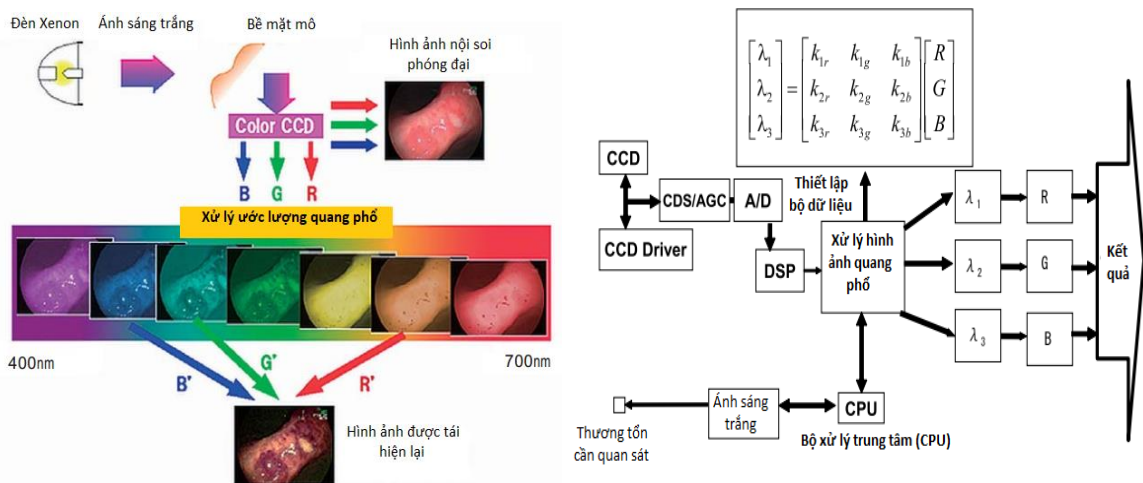 Đèn Xenon
Ánh sáng trắng
Bề mặt mô
Hình ảnh nội soi
phóng đại
Color CCD
B G R
Xử lý ước lượng quang phổ
400nm
700nm
B'
G'
R'
Hình ảnh được tái
hiện lại
[λ1 λ2 λ3] = [k1r k1g k1b; k2r k2g k2b; k3r k3g k3b] [R G B]
CCD
CCD Driver
CDS/AGC
A/D
DSP
Thiết lập
bộ dữ liệu
Xử lý hình
ảnh quang
phổ
λ1
R
λ2
G
λ3
B
Kết
quả
Ánh sáng
trắng
CPU
Thương tổn
cần quan sát
Bộ xử lý trung tâm (CPU)